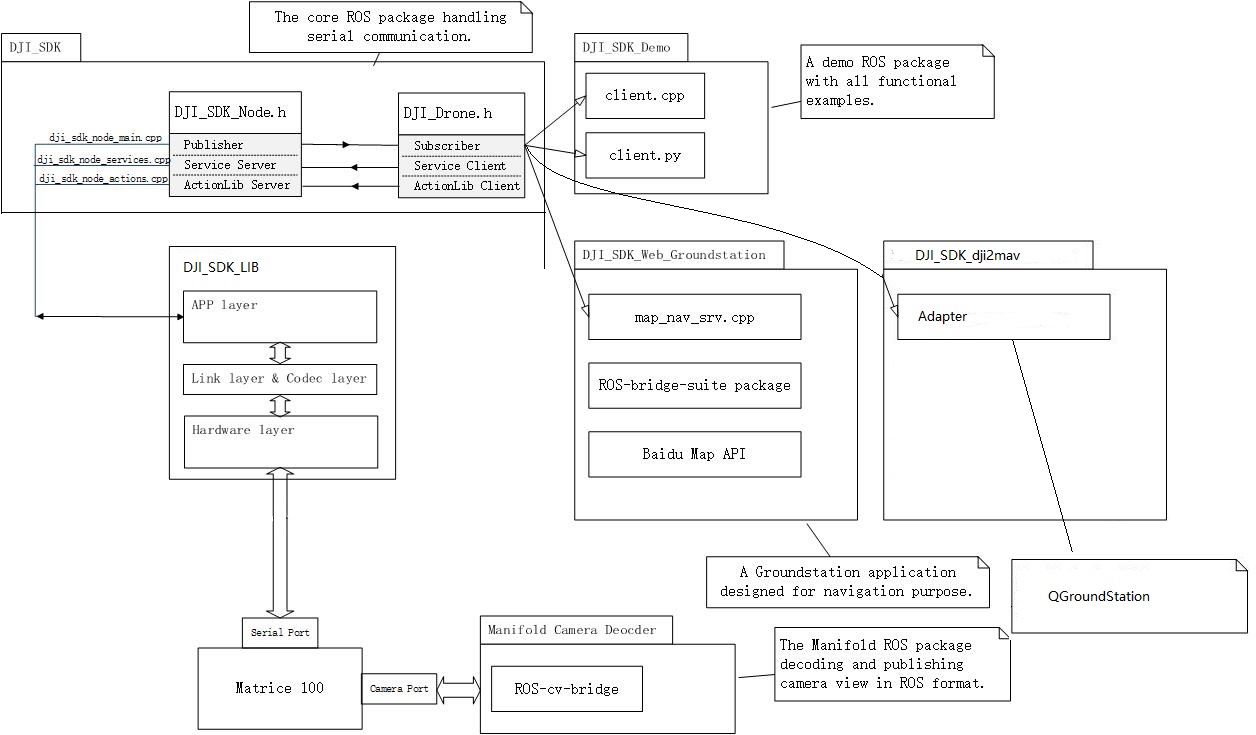 The core ROS package handling
serial communication.
DJI_SDK
DJI_SDK_Node.h
Publisher
Service Server
ActionLib Server
DJI_Drone.h
Subscriber
Service Client
ActionLib Client
dji_sdk_node_main.cpp
dji_sdk_node_services.cpp
dji_sdk_node_actions.cpp
DJI_SDK_Demo
client.cpp
client.py
A demo ROS package
with all functional
examples.
DJI_SDK_LIB
APP layer
Link layer & Codec layer
Hardware layer
DJI_SDK_Web_Groundstation
map_nav_srv.cpp
ROS-bridge-suite package
Baidu Map API
DJI_SDK_dji2mav
Adapter
A Groundstation application
designed for navigation purpose.
QGroundStation
Serial Port
Matrice 100
Camera Port
Manifold Camera Deocder
ROS-cv-bridge
The Manifold ROS package
decoding and publishing
camera view in ROS format.